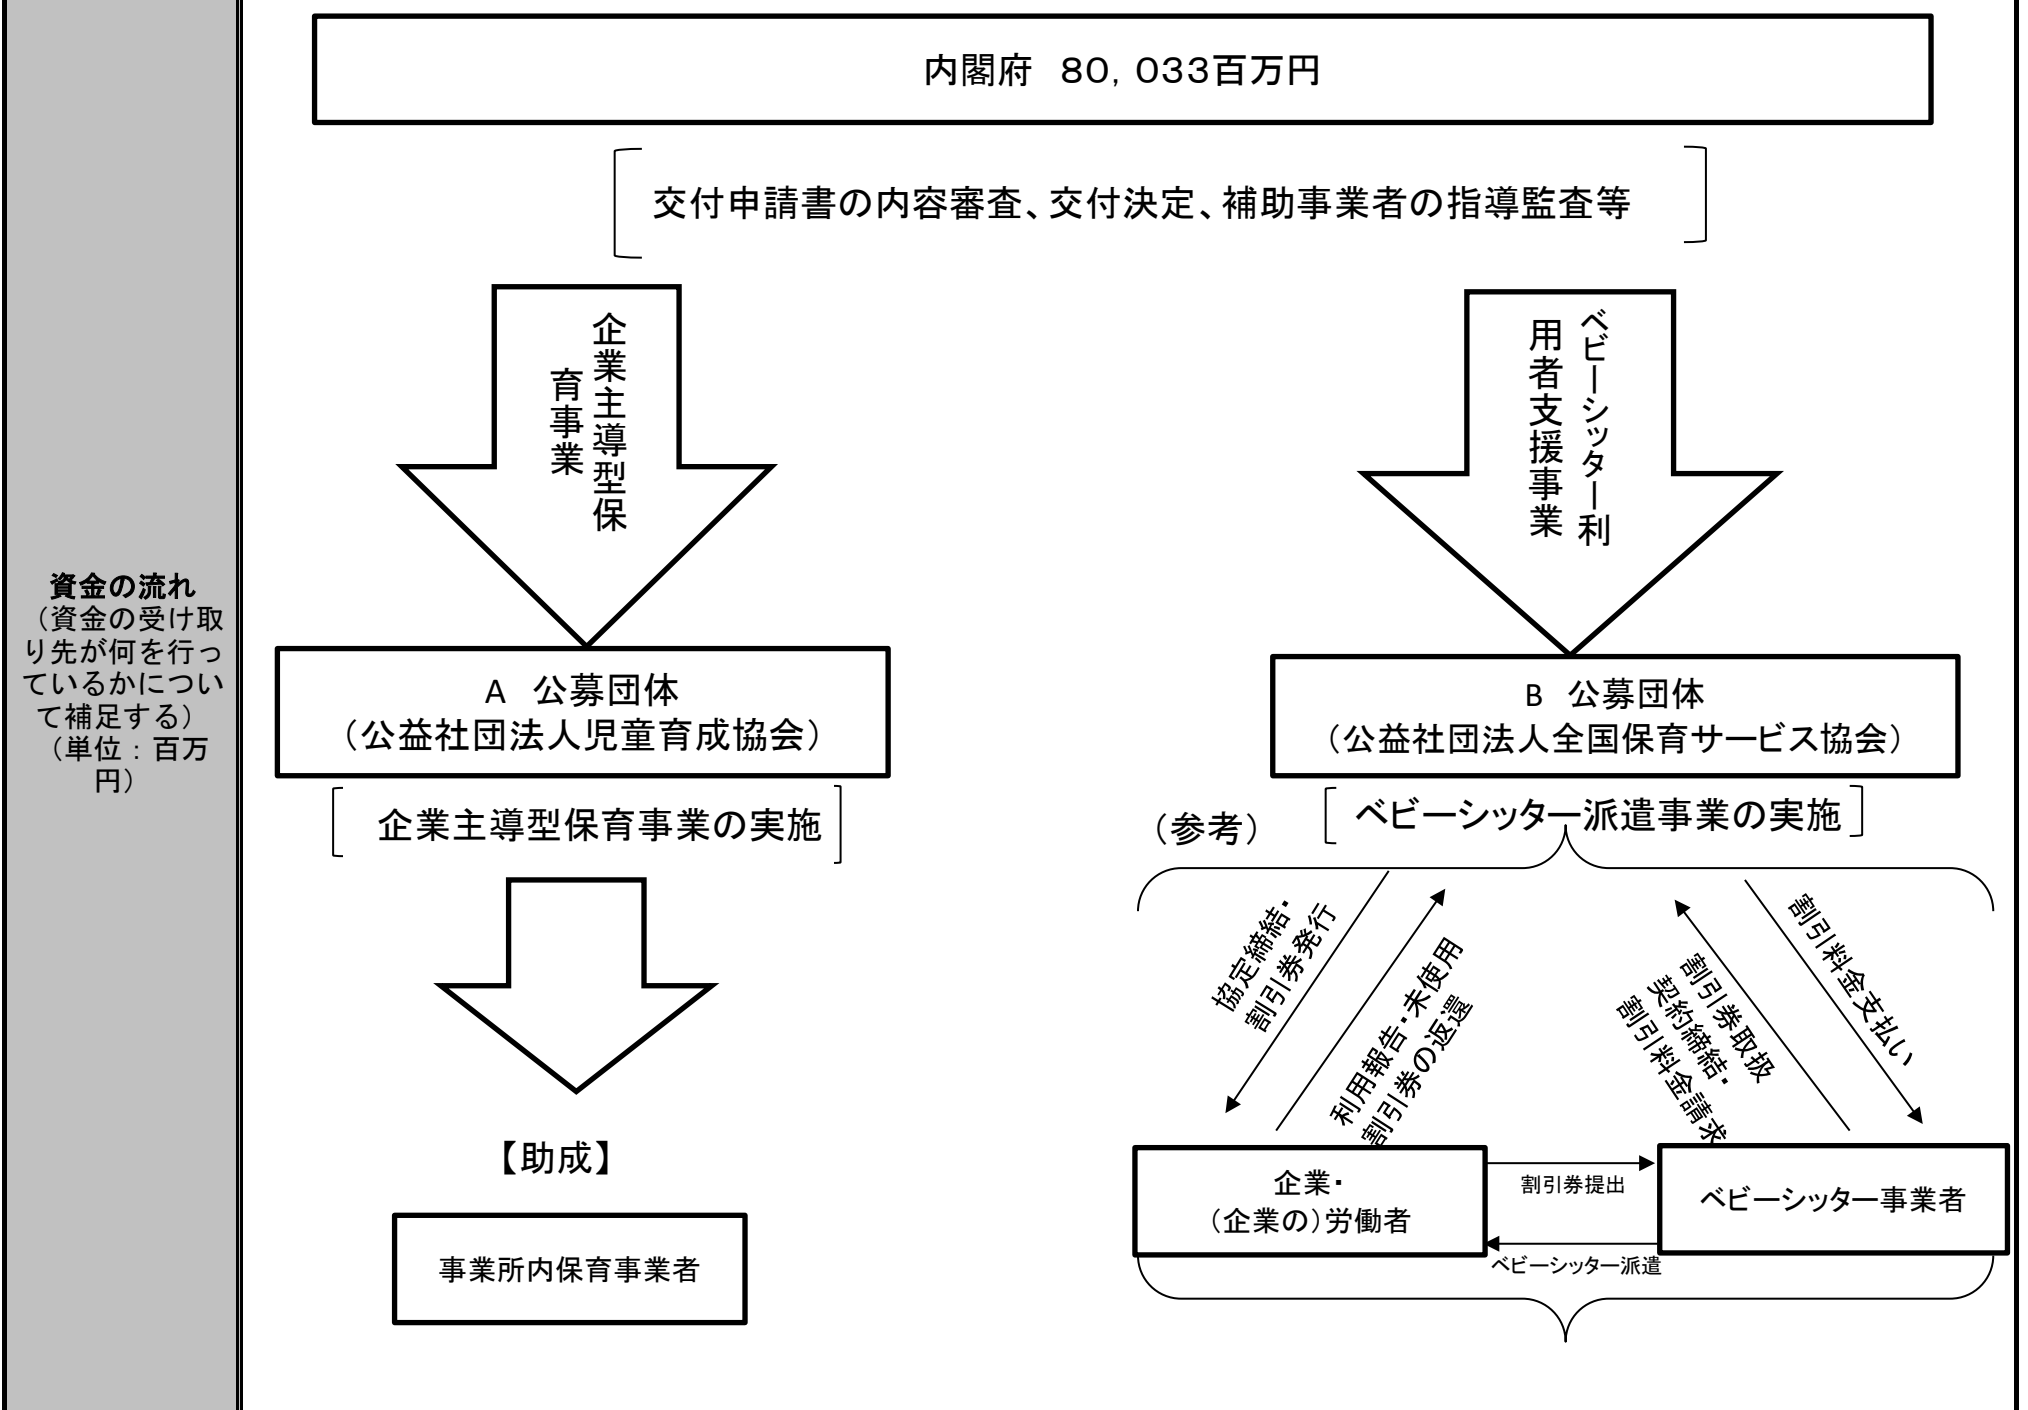 資金の流れ
（資金の受け取
り先が何を行っ
ているかについ
て補足する）
（単位：百万
円）
内閣府　８０，０３３百万円
交付申請書の内容審査、交付決定、補助事業者の指導監査等
企業主導型保
育事業
ベビーシッター利
用者支援事業
A　公募団体
（公益社団法人児童育成協会）
B　公募団体
（公益社団法人全国保育サービス協会）
企業主導型保育事業の実施
（参考）
ベビーシッター派遣事業の実施
協定締結・
割引券発行
利用報告・未使用
割引券の返還
割引券取扱
契約締結・
割引料金請求
割引料金支払い
【助成】
事業所内保育事業者
企業・
（企業の）労働者
割引券提出
ベビーシッター派遣
ベビーシッター事業者